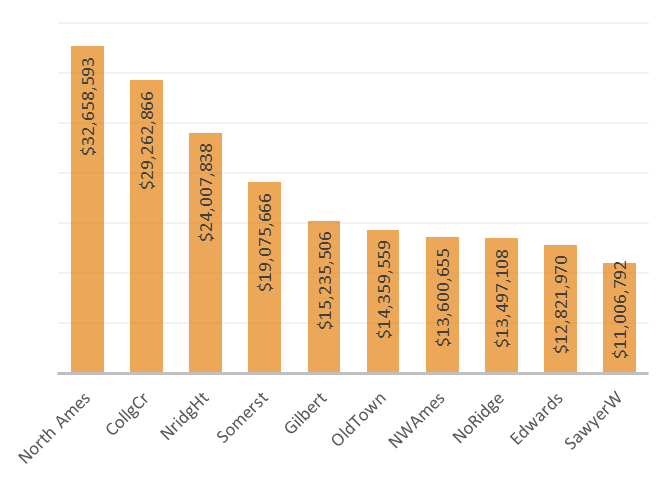 $32,658,593
$29,262,866
$24,007,838
$19,075,666
$15,235,506
$14,359,559
$13,600,655
$13,497,108
$12,821,970
$11,006,792
North Ames
CollgCr
NridgHt
Somerst
Gilbert
OldTown
NWAmes
NoRidge
Edwards
SawyerW